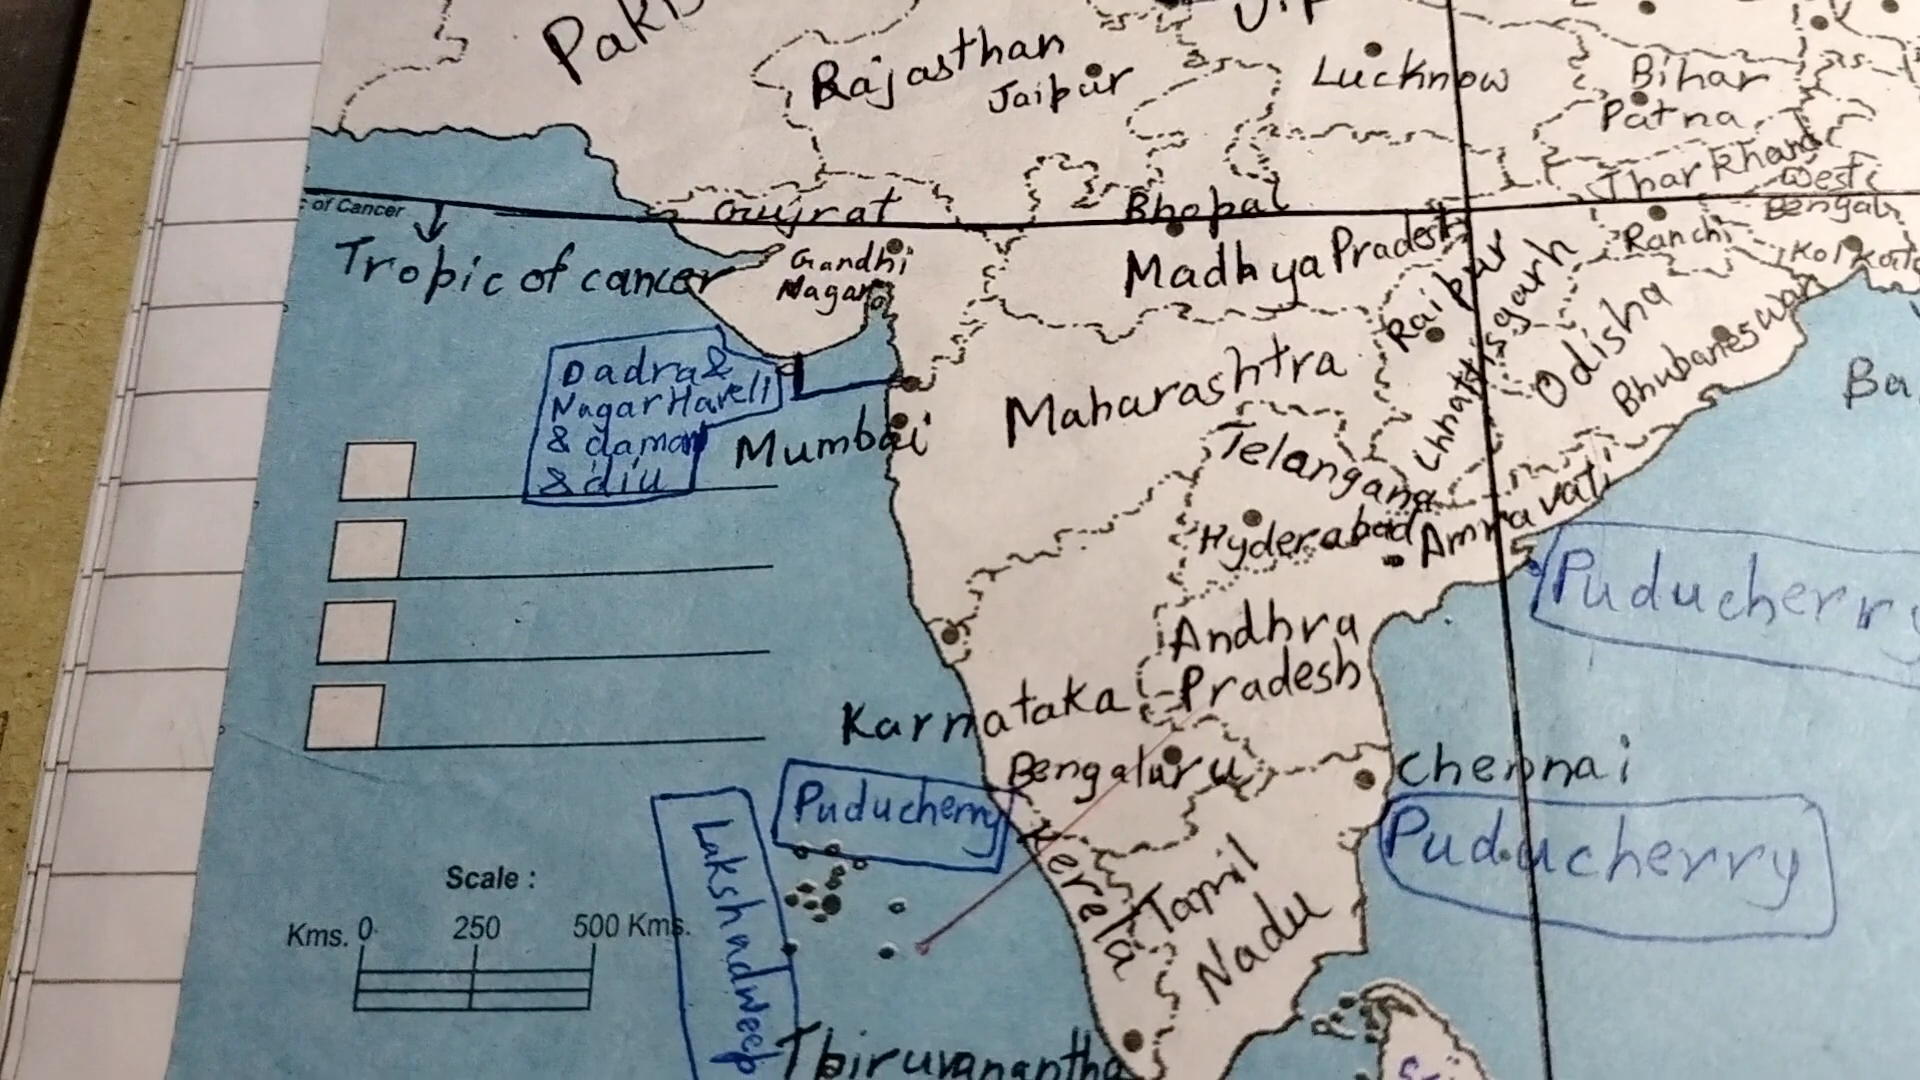 Rajasthan
Jaipur
Lucknow
Bihar
Patna
Jharkhand
West
Bengal
Gujrat
Bhopal
of Cancer
Tropic of cancer
Gandhi
Nagar
Madhya Pradesh
Raipur
Chhattisgarh
Ranchi
Odisha
Bhubaneswar
Dadra &
Nagar Haveli
& daman
& diu
Mumbai
Maharashtra
Telangana
Hyderabad
Amravati
Puducherry
Andhra
Pradesh
Karnataka
Bengaluru
Chennai
Puducherry
Puducherry
Lakshadweep
Kerela
Tamil
Nadu
Scale :
Kms. 0 250 500 Kms.